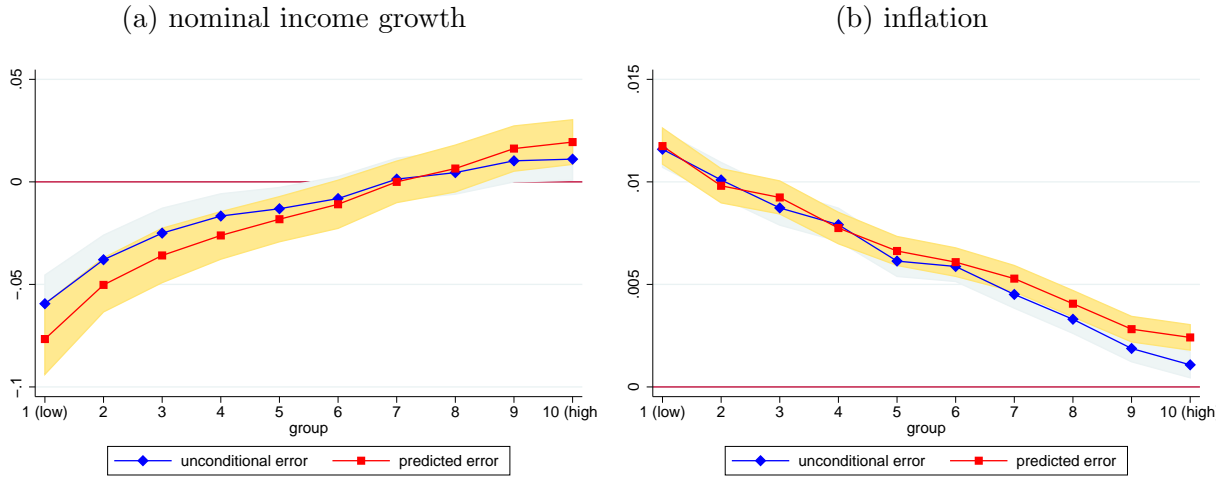 (a) nominal income growth
.05
0
-.05
-.1
1 (low) 2 3 4 5 6 7 8 9 10 (high
group
unconditional error predicted error
(b) inflation
.015
.01
.005
0
1 (low) 2 3 4 5 6 7 8 9 10 (high
group
unconditional error predicted error